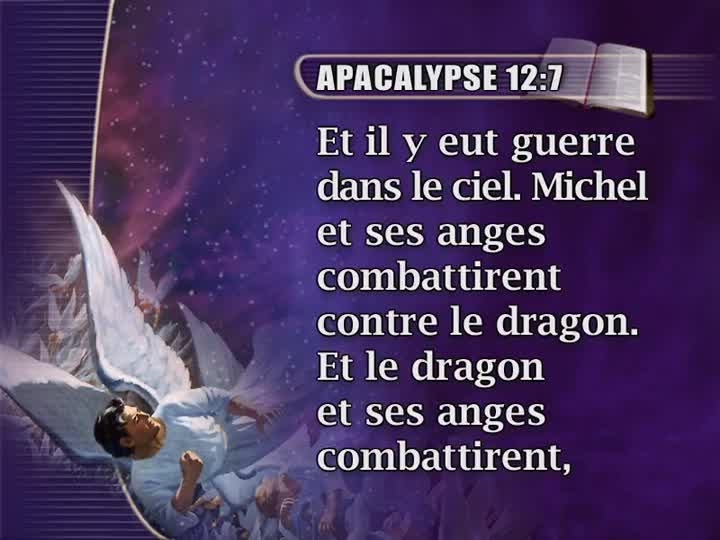 APACALYPSE 12:7
Et il y eut guerre
dans le ciel. Michel
et ses anges
combattirent
contre le dragon.
Et le dragon
et ses anges
combattirent,